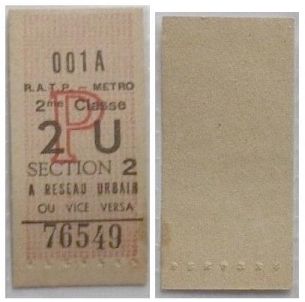 001A
R.A.T.P. — METRO
2me Classe
P
2 U
SECTION 2
A RESEAU URBAIN
OU VICE VERSA
76549